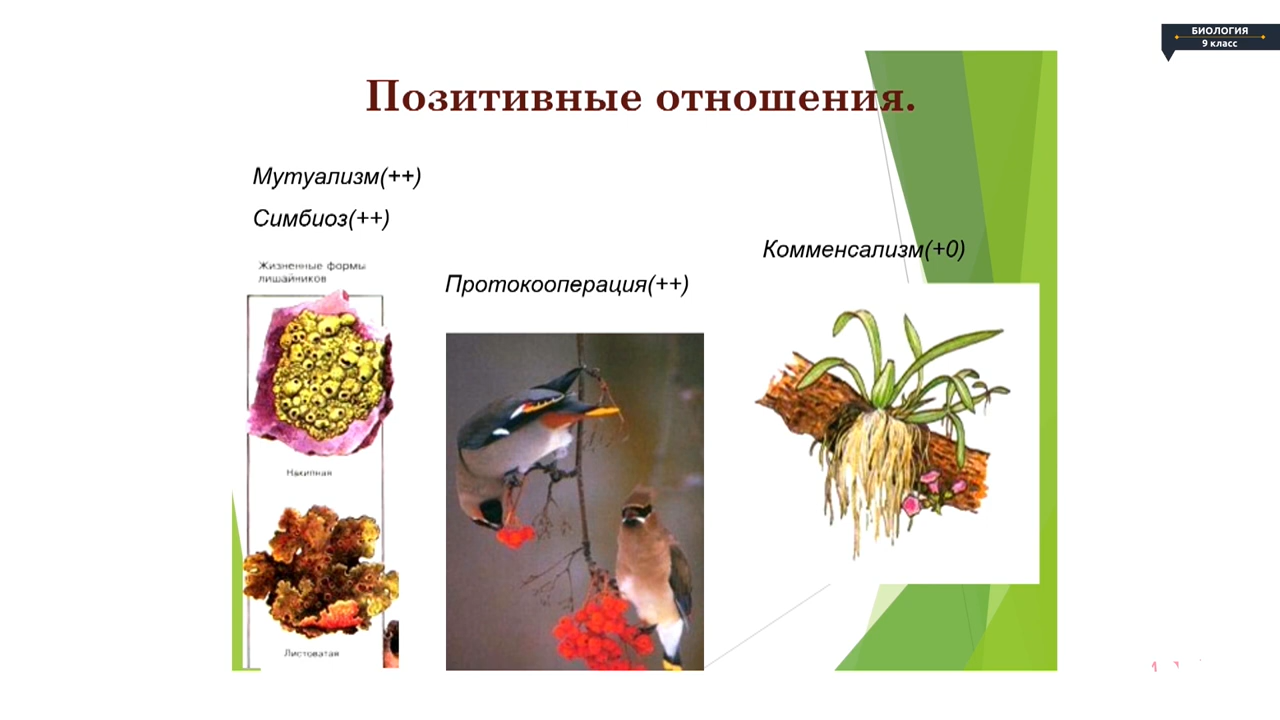 БИОЛОГИЯ
9 класс
Позитивные отношения.
Мутуализм(++)
Симбиоз(++)
Жизненные формы
лишайников
Накипная
Листоватая
Протокооперация(++)
Комменсализм(+0)